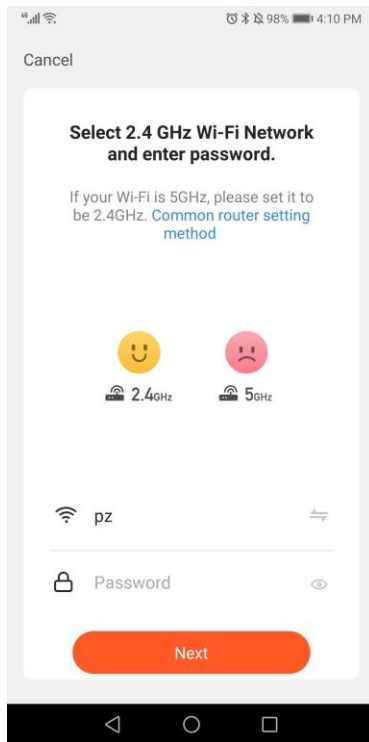 98% 4:10 PM
Cancel
Select 2.4 GHz Wi-Fi Network
and enter password.
If your Wi-Fi is 5GHz, please set it to
be 2.4GHz. Common router setting
method
2.4GHz 5GHz
pz
Password
Next